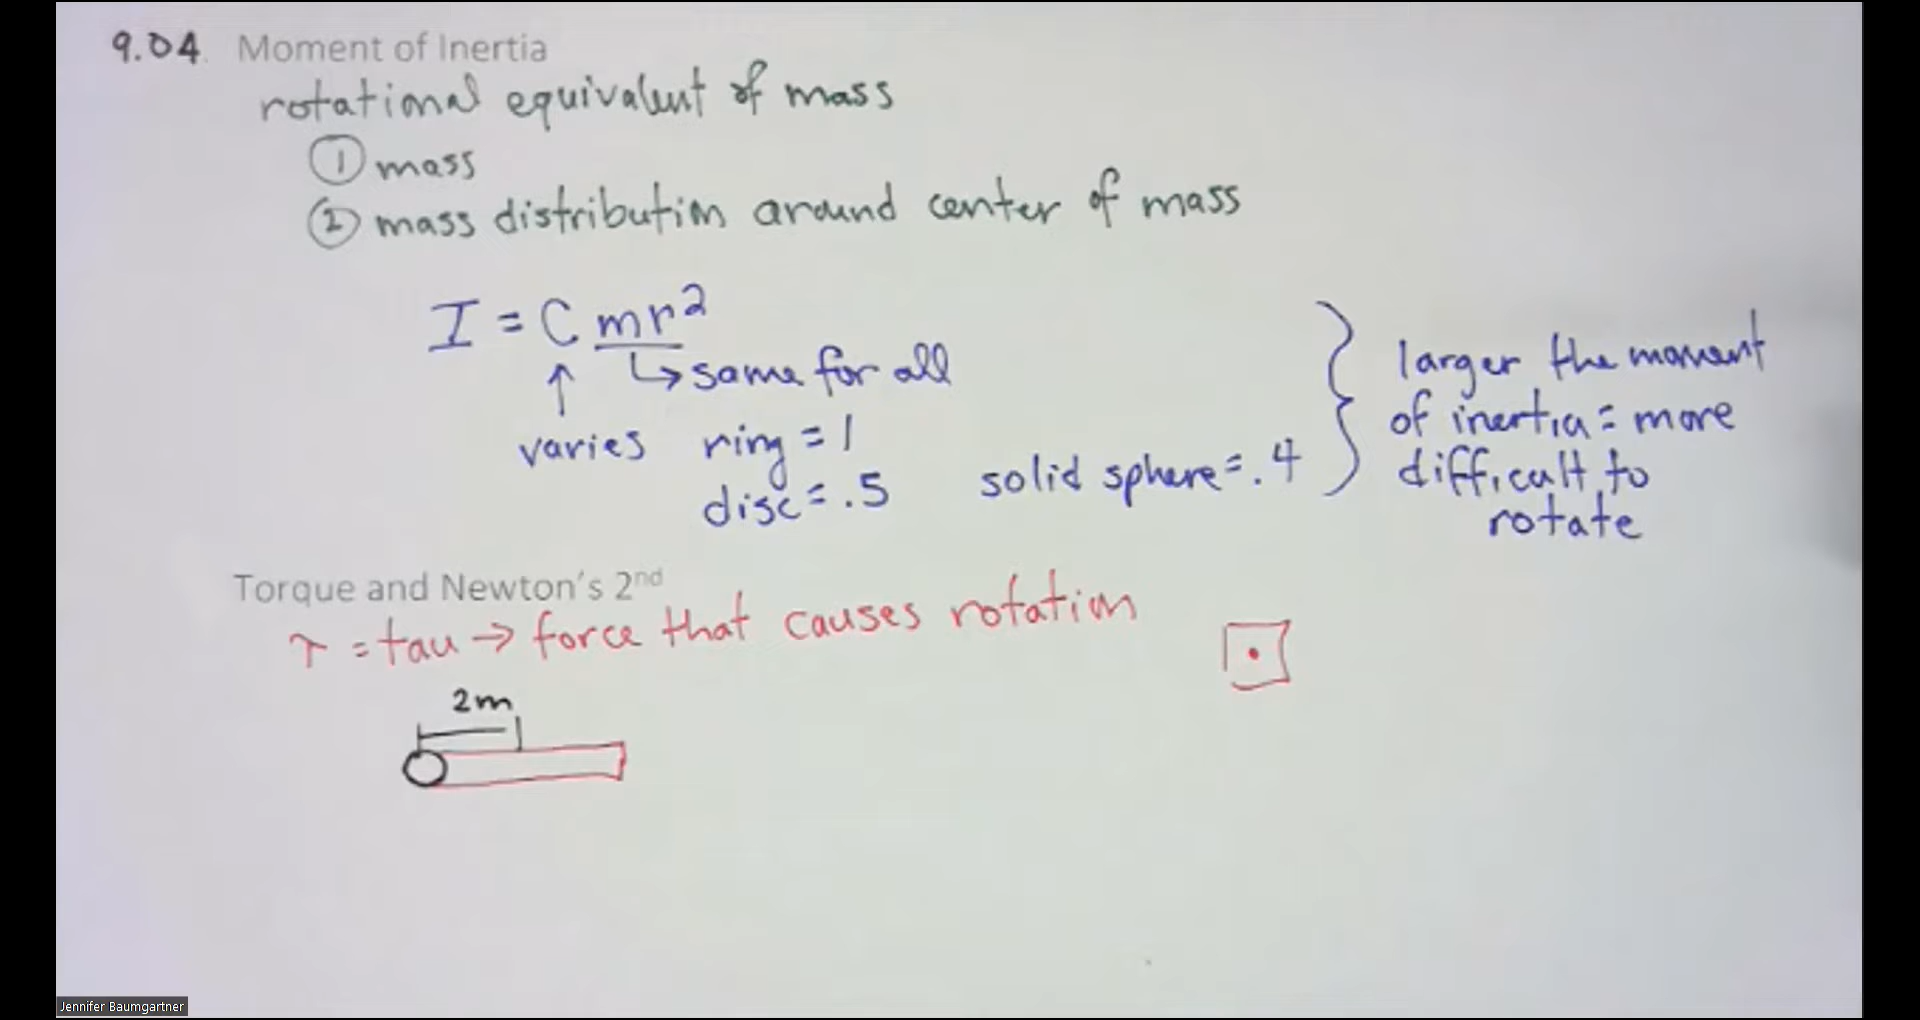 9.04. Moment of Inertia
rotational equivalent of mass
① mass
② mass distribution around center of mass
I = C mr²
↳ same for all
↑
varies ring = 1
disc = .5 solid sphere = .4
larger the moment
of inertia = more
difficult to
rotate
Torque and Newton's 2nd
τ = tau → force that causes rotation
2m
Jennifer Baumgartner